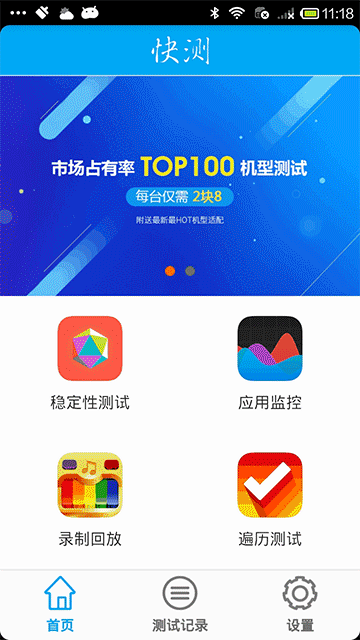 11:18
快测
市场占有率 TOP100 机型测试
每台仅需 2块8
附送最新最HOT机型适配
稳定性测试
应用监控
录制回放
遍历测试
首页
测试记录
设置